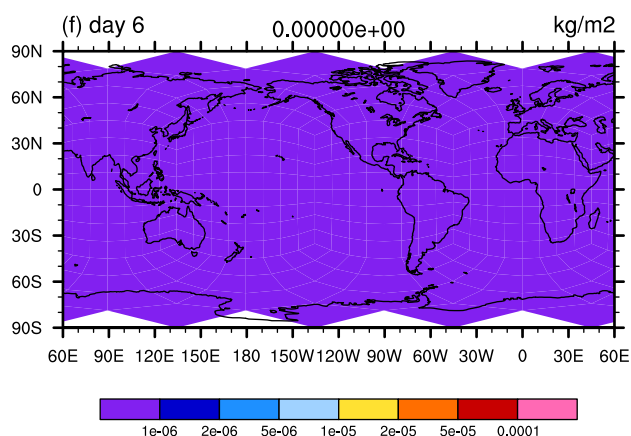 (f) day 6 0.00000e+00 kg/m2
90N
60N
30N
0
30S
60S
90S
60E 90E 120E 150E 180 150W 120W 90W 60W 30W 0 30E 60E
1e-06 2e-06 5e-06 1e-05 2e-05 5e-05 0.0001